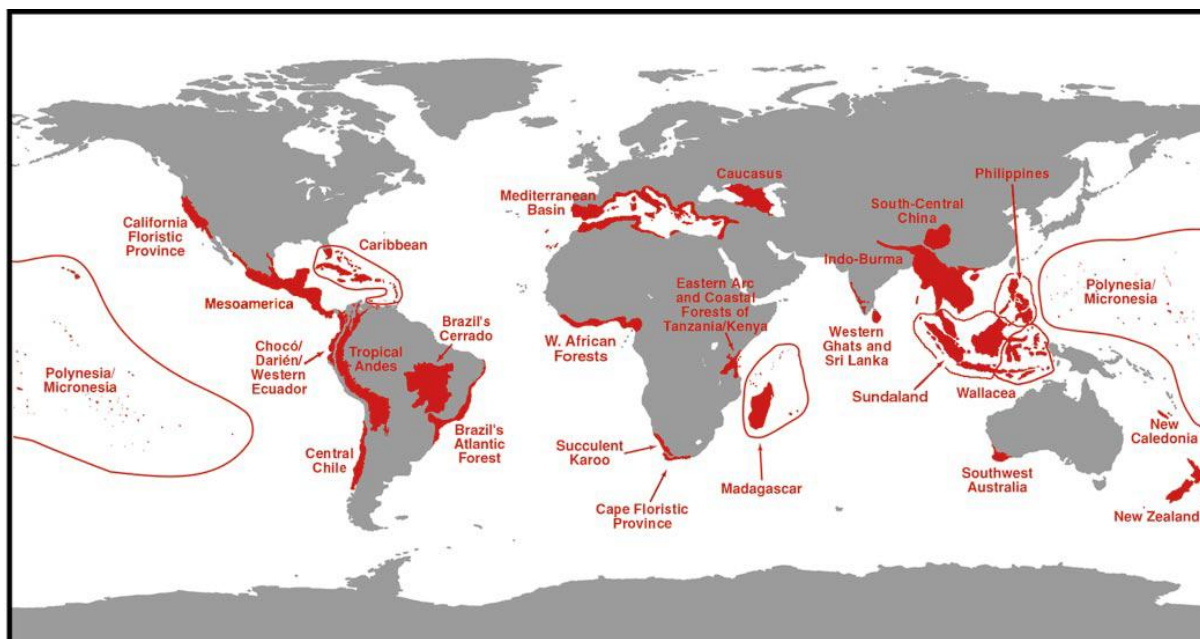 California
Floristic
Province
Mesoamerica
Caribbean
Polynesia/
Micronesia
Chocó/
Darién/
Western
Ecuador
Tropical
Andes
Brazil's
Cerrado
Central
Chile
Brazil's
Atlantic
Forest
Mediterranean
Basin
Caucasus
W. African
Forests
Eastern Arc
and Coastal
Forests of
Tanzania/Kenya
Succulent
Karoo
Cape Floristic
Province
Madagascar
South-Central
China
Indo-Burma
Western
Ghats and
Sri Lanka
Philippines
Sundaland
Wallacea
Polynesia/
Micronesia
Southwest
Australia
New
Caledonia
New Zealand